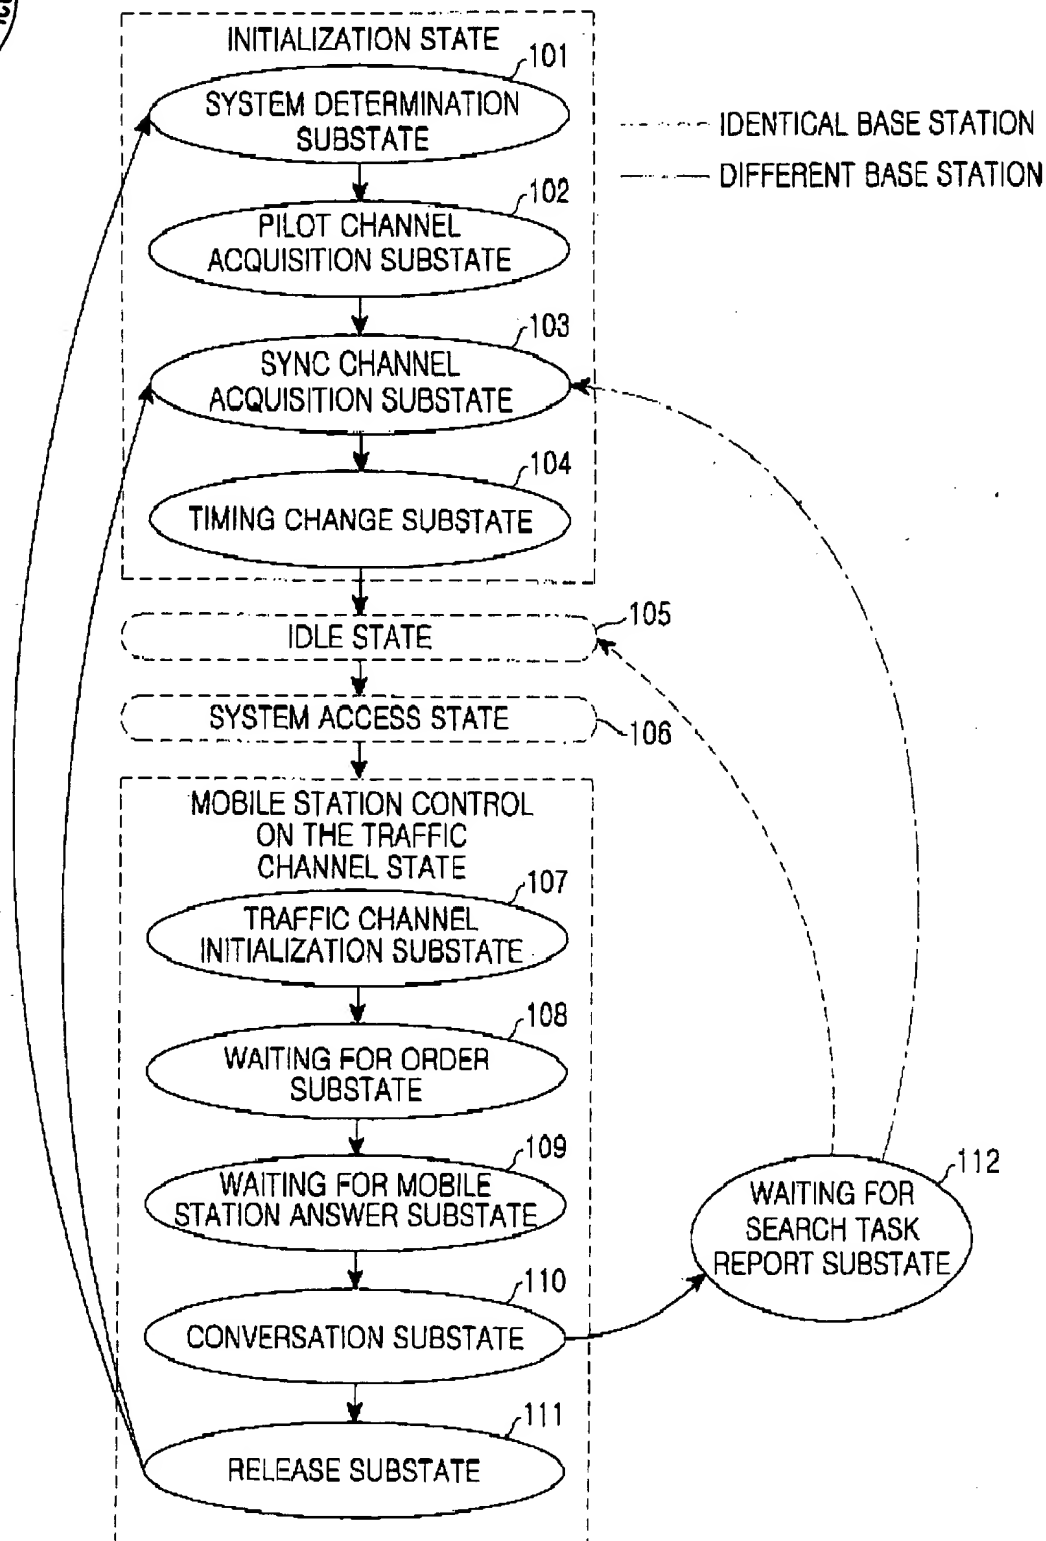 INITIALIZATION STATE
101
SYSTEM DETERMINATION
SUBSTATE
IDENTICAL BASE STATION
DIFFERENT BASE STATION
102
PILOT CHANNEL
ACQUISITION SUBSTATE
103
SYNC CHANNEL
ACQUISITION SUBSTATE
104
TIMING CHANGE SUBSTATE
105
IDLE STATE
SYSTEM ACCESS STATE
106
MOBILE STATION CONTROL
ON THE TRAFFIC
CHANNEL STATE
107
TRAFFIC CHANNEL
INITIALIZATION SUBSTATE
108
WAITING FOR ORDER
SUBSTATE
109
WAITING FOR MOBILE
STATION ANSWER SUBSTATE
112
WAITING FOR
SEARCH TASK
REPORT SUBSTATE
110
CONVERSATION SUBSTATE
111
RELEASE SUBSTATE